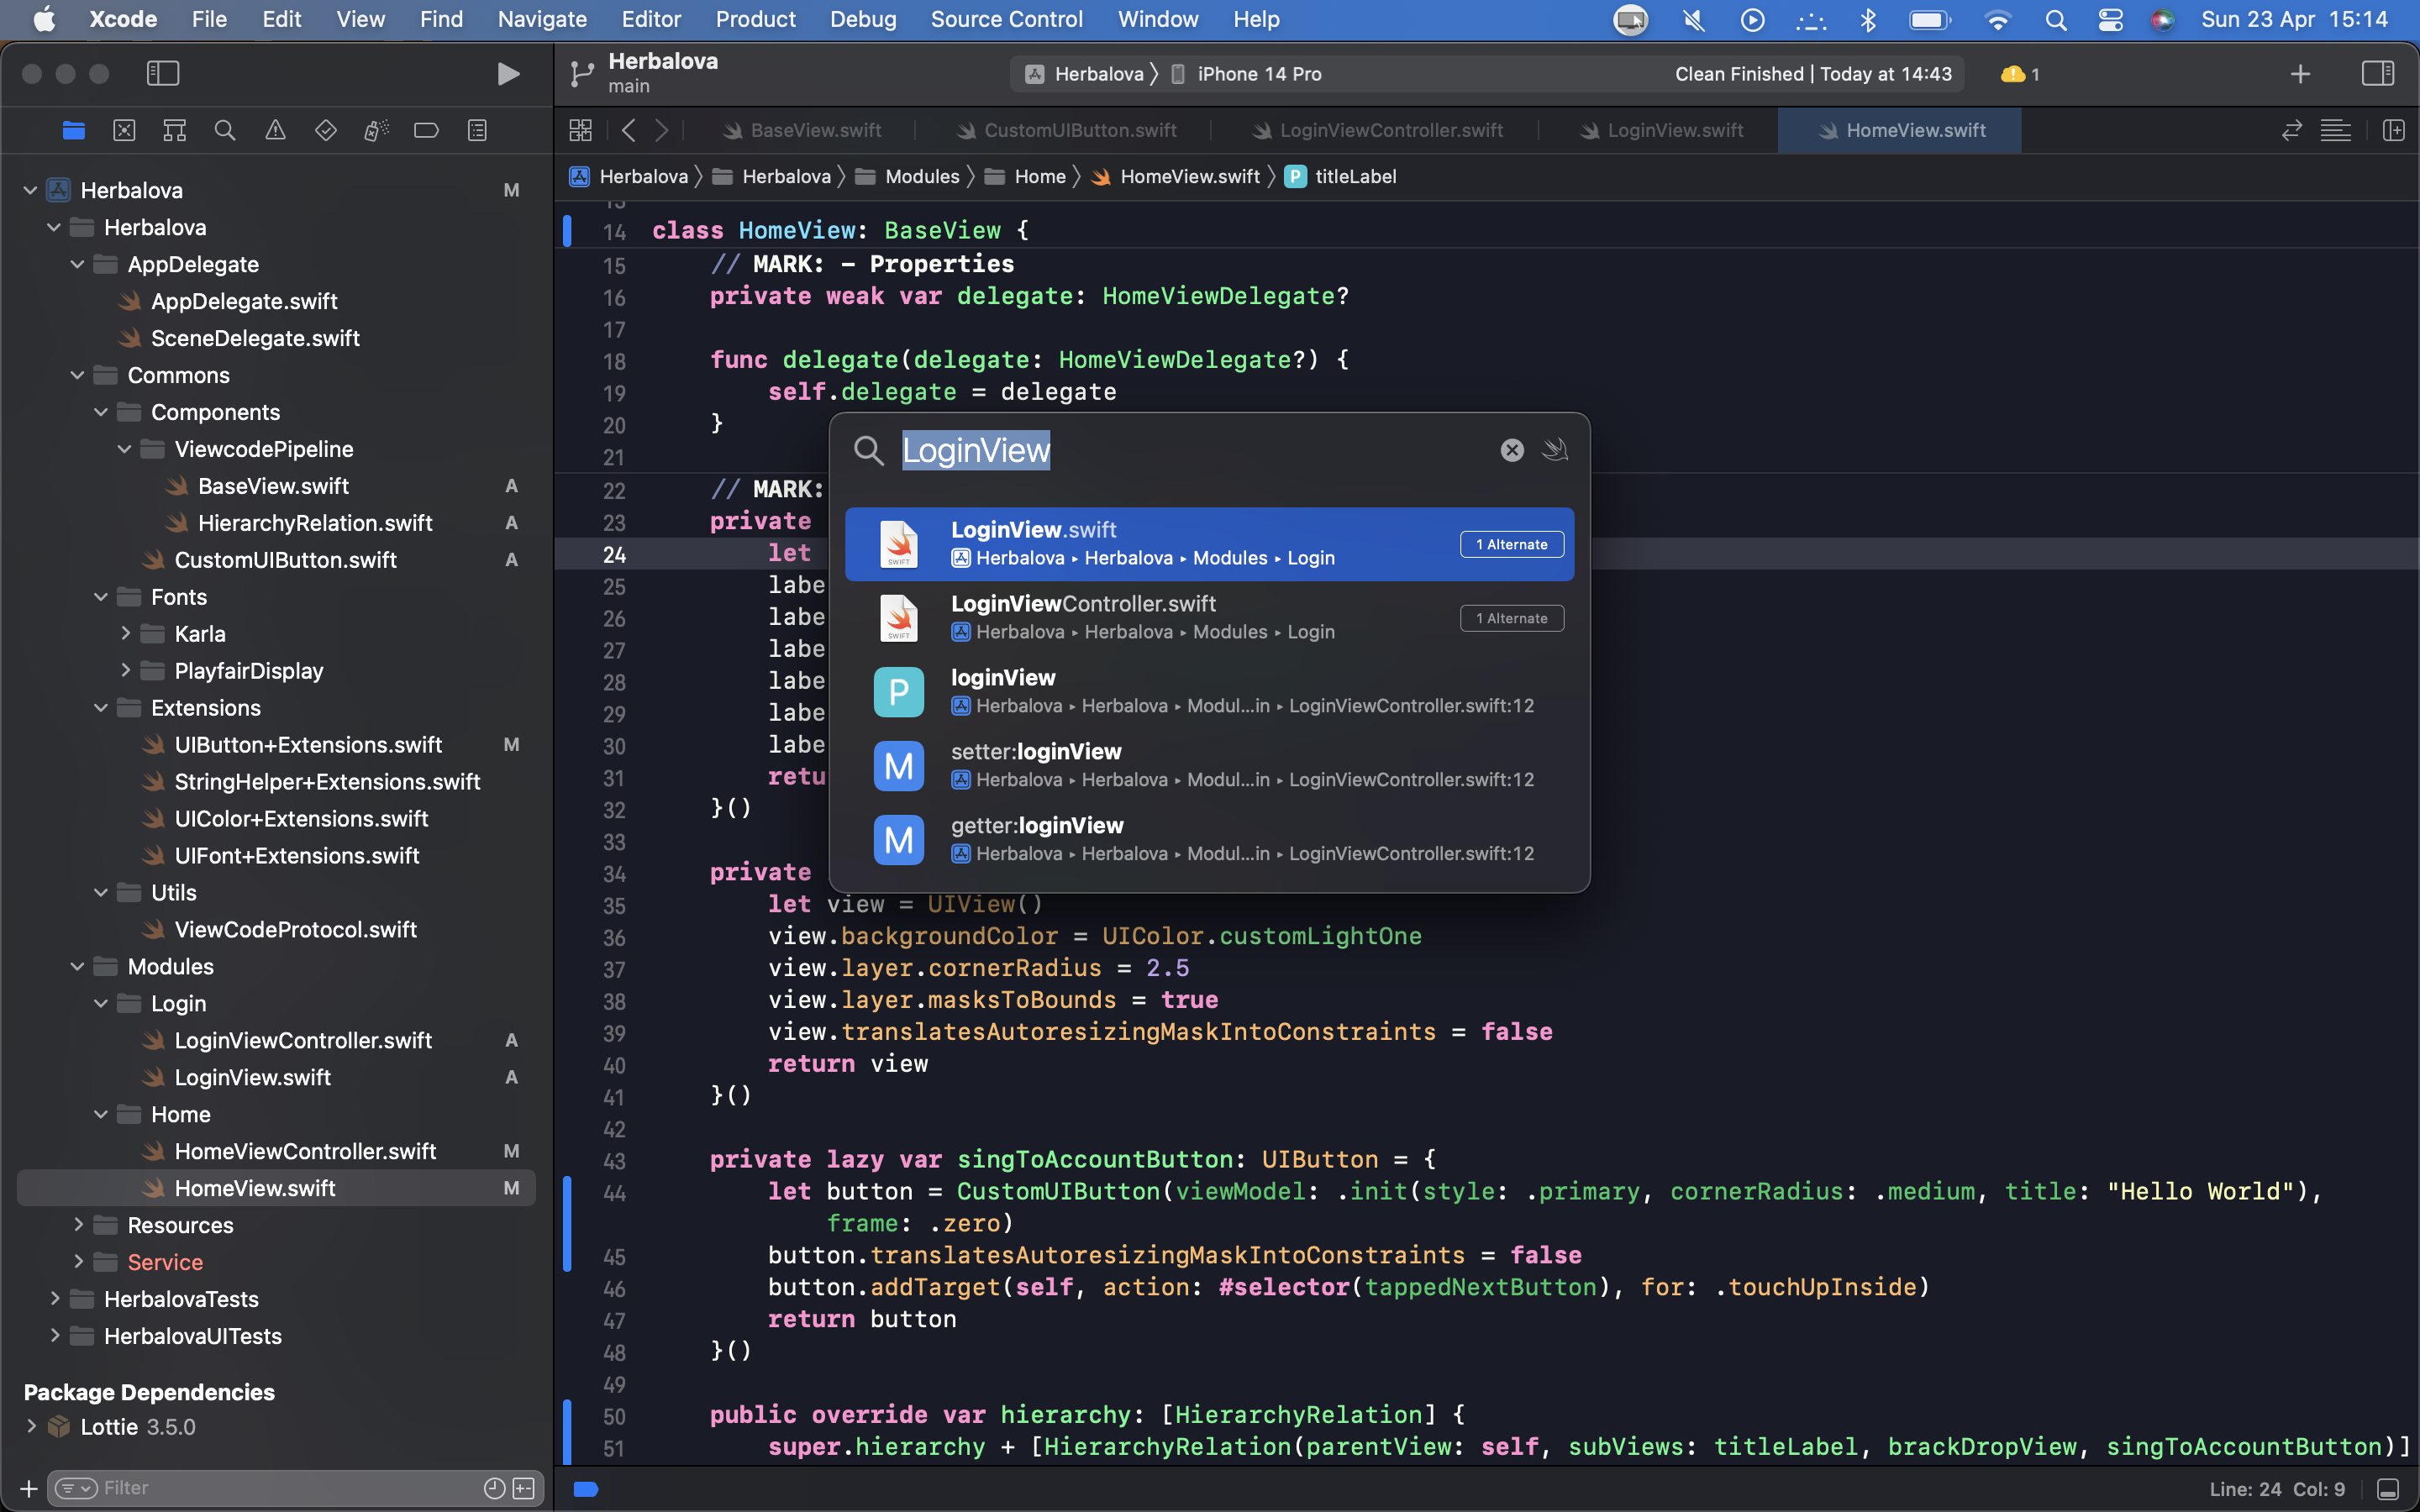 Xcode File Edit View Find Navigate Editor Product Debug Source Control Window Help Sun 23 Apr 15:14
Herbalova
main
Herbalova 〉 iPhone 14 Pro
Clean Finished | Today at 14:43
1
BaseView.swift CustomUIButton.swift LoginViewController.swift LoginView.swift HomeView.swift
Herbalova 〉 Herbalova 〉 Modules 〉 Home 〉 HomeView.swift 〉 P titleLabel
Herbalova M
Herbalova
AppDelegate
AppDelegate.swift
SceneDelegate.swift
Commons
Components
ViewcodePipeline
BaseView.swift A
HierarchyRelation.swift A
CustomUIButton.swift A
Fonts
Karla
PlayfairDisplay
Extensions
UIButton+Extensions.swift M
StringHelper+Extensions.swift
UIColor+Extensions.swift
UIFont+Extensions.swift
Utils
ViewCodeProtocol.swift
Modules
Login
LoginViewController.swift A
LoginView.swift A
Home
HomeViewController.swift M
HomeView.swift M
Resources
Service
HerbalovaTests
HerbalovaUITests
Package Dependencies
Lottie 3.5.0
Filter
14 class HomeView: BaseView {
15 // MARK: - Properties
16 private weak var delegate: HomeViewDelegate?
17
18 func delegate(delegate: HomeViewDelegate?) {
19 self.delegate = delegate
20 }
21
22 // MARK:
23 private
24 let
25 labe
26 labe
27 labe
28 labe
29 labe
30 labe
31 retu
32 }()
33
34 private
35 let view = UIView()
36 view.backgroundColor = UIColor.customLightOne
37 view.layer.cornerRadius = 2.5
38 view.layer.masksToBounds = true
39 view.translatesAutoresizingMaskIntoConstraints = false
40 return view
41 }()
42
43 private lazy var singToAccountButton: UIButton = {
44 let button = CustomUIButton(viewModel: .init(style: .primary, cornerRadius: .medium, title: "Hello World"),
frame: .zero)
45 button.translatesAutoresizingMaskIntoConstraints = false
46 button.addTarget(self, action: #selector(tappedNextButton), for: .touchUpInside)
47 return button
48 }()
49
50 public override var hierarchy: [HierarchyRelation] {
51 super.hierarchy + [HierarchyRelation(parentView: self, subViews: titleLabel, brackDropView, singToAccountButton)]
LoginView
LoginView.swift
Herbalova ▸ Herbalova ▸ Modules ▸ Login
1 Alternate
LoginViewController.swift
Herbalova ▸ Herbalova ▸ Modules ▸ Login
1 Alternate
P loginView
Herbalova ▸ Herbalova ▸ Modul...in ▸ LoginViewController.swift:12
M setter:loginView
Herbalova ▸ Herbalova ▸ Modul...in ▸ LoginViewController.swift:12
M getter:loginView
Herbalova ▸ Herbalova ▸ Modul...in ▸ LoginViewController.swift:12
Line: 24 Col: 9